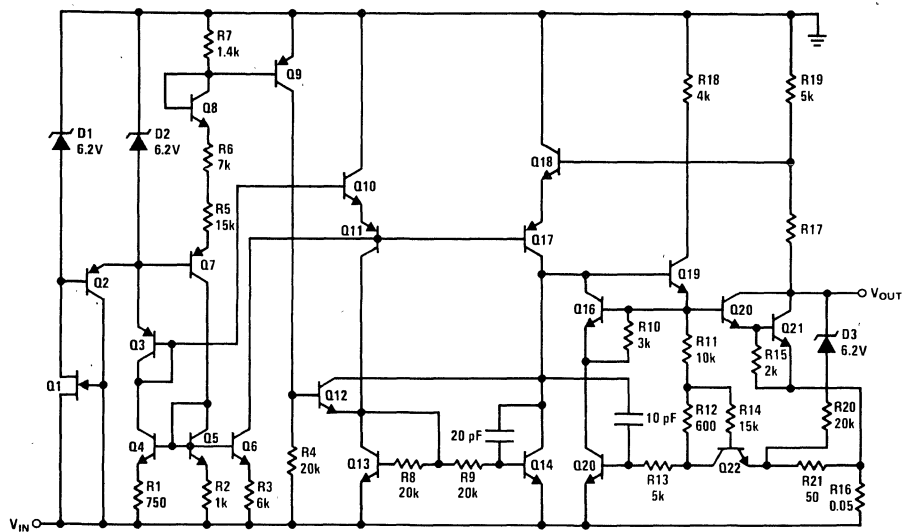 R7
1.4k
Q9
R18
4k
R19
5k
Q8
D1
6.2V
D2
6.2V
R6
7k
Q18
Q10
R5
15k
Q11
Q17
R17
Q2
Q7
Q19
VOUT
Q16
Q20
Q21
D3
6.2V
R10
3k
R11
10k
R15
2k
Q3
Q1
Q12
10 pF
R12
600
R14
15k
R20
20k
20 pF
Q4
Q5
Q6
R4
20k
Q13
R8
20k
R9
20k
Q14
Q20
R13
5k
Q22
R21
50
R16
0.05
R1
750
R2
1k
R3
6k
VIN